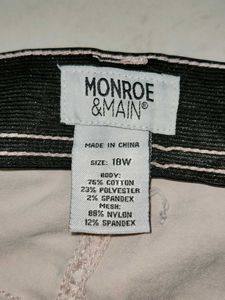 MONROE
&MAIN®
MADE IN CHINA
SIZE: 18W
BODY:
75% COTTON
23% POLYESTER
2% SPANDEX
MESH:
88% NYLON
12% SPANDEX